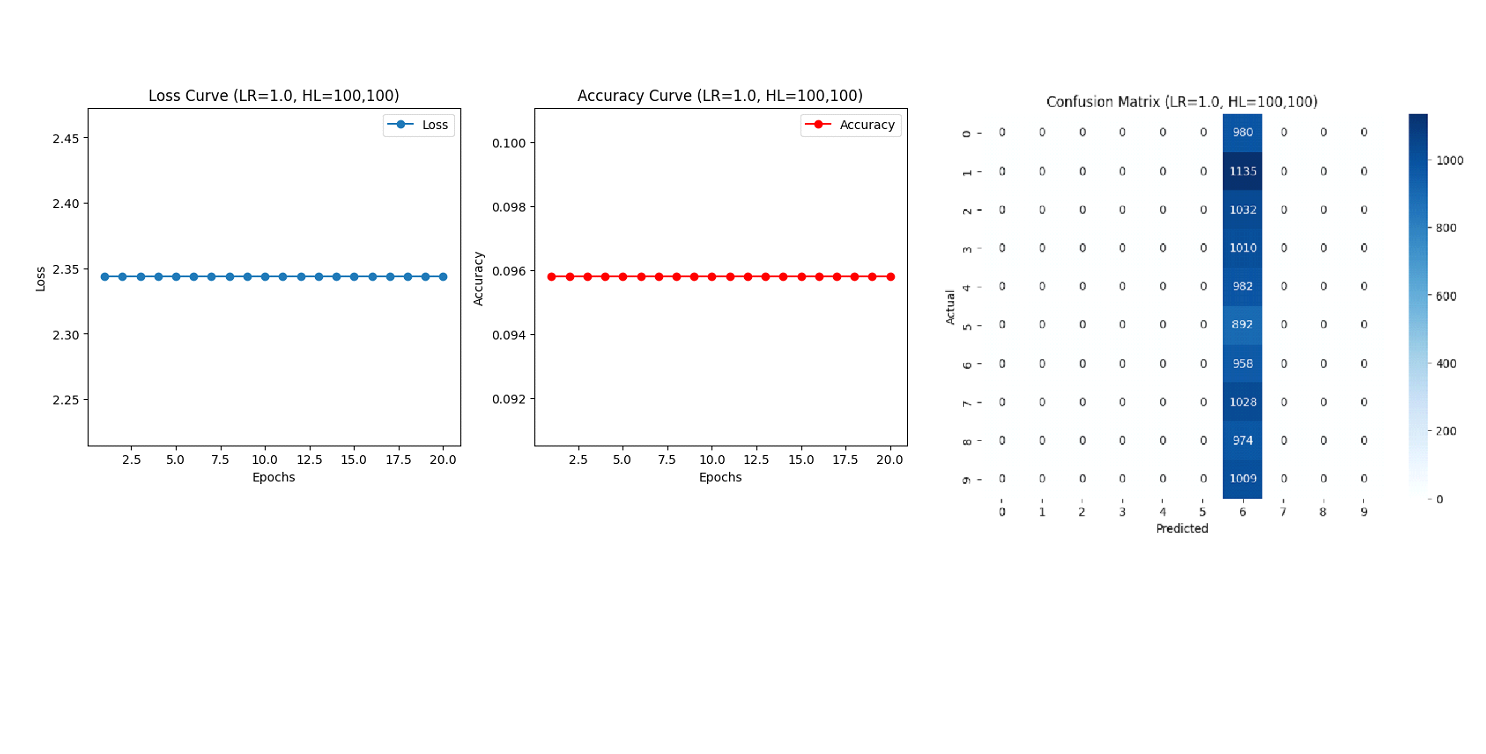 Loss Curve (LR=1.0, HL=100,100)
Loss
2.45
2.40
2.35
2.30
2.25
Loss
2.5 5.0 7.5 10.0 12.5 15.0 17.5 20.0
Epochs
Accuracy Curve (LR=1.0, HL=100,100)
Accuracy
0.100
0.098
0.096
0.094
0.092
Accuracy
2.5 5.0 7.5 10.0 12.5 15.0 17.5 20.0
Epochs
Confusion Matrix (LR=1.0, HL=100,100)
Actual
0 0 0 0 0 0 0 980 0 0 0
1 0 0 0 0 0 0 1135 0 0 0
2 0 0 0 0 0 0 1032 0 0 0
3 0 0 0 0 0 0 1010 0 0 0
4 0 0 0 0 0 0 982 0 0 0
5 0 0 0 0 0 0 892 0 0 0
6 0 0 0 0 0 0 958 0 0 0
7 0 0 0 0 0 0 1028 0 0 0
8 0 0 0 0 0 0 974 0 0 0
9 0 0 0 0 0 0 1009 0 0 0
0 1 2 3 4 5 6 7 8 9
Predicted
1000
800
600
400
200
0